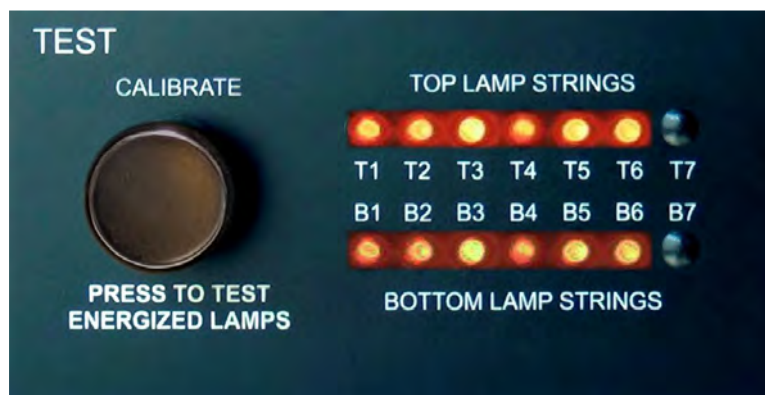 TEST
CALIBRATE
PRESS TO TEST
ENERGIZED LAMPS
TOP LAMP STRINGS
T1 T2 T3 T4 T5 T6 T7
B1 B2 B3 B4 B5 B6 B7
BOTTOM LAMP STRINGS